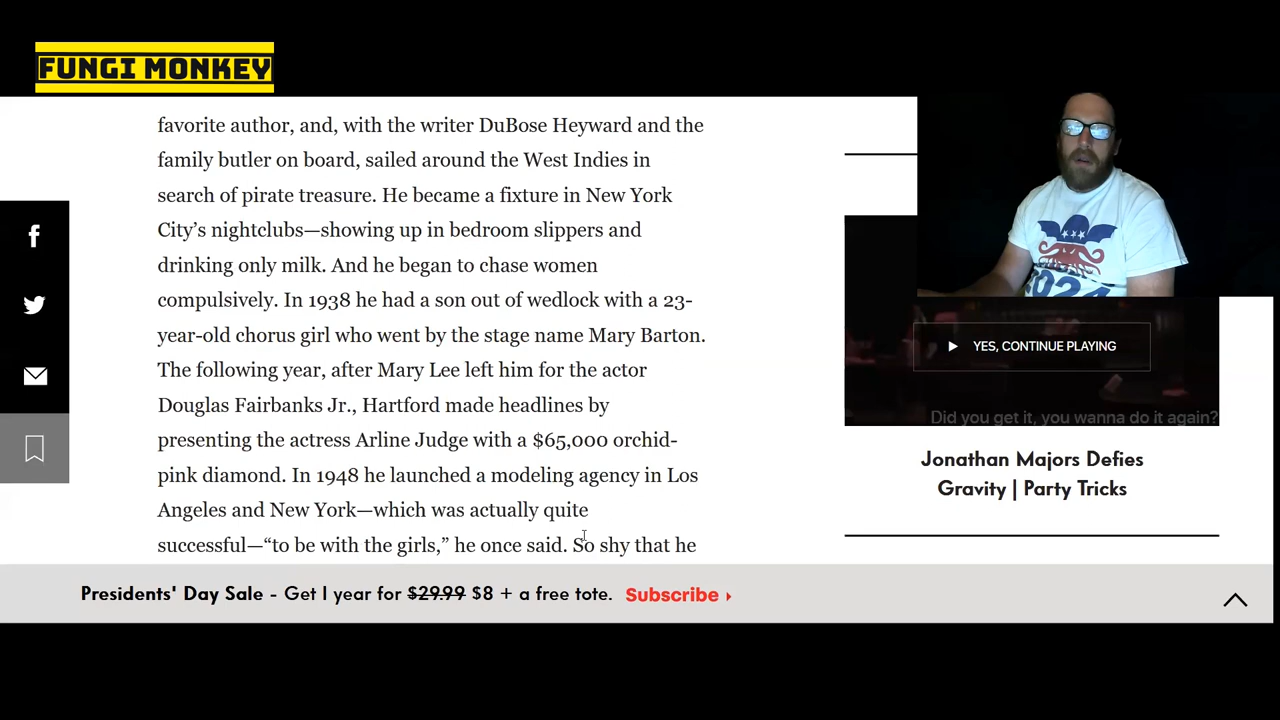 FUNGI MONKEY
favorite author, and, with the writer DuBose Heyward and the
family butler on board, sailed around the West Indies in
search of pirate treasure. He became a fixture in New York
City’s nightclubs—showing up in bedroom slippers and
drinking only milk. And he began to chase women
compulsively. In 1938 he had a son out of wedlock with a 23-
year-old chorus girl who went by the stage name Mary Barton.
The following year, after Mary Lee left him for the actor
Douglas Fairbanks Jr., Hartford made headlines by
presenting the actress Arline Judge with a $65,000 orchid-
pink diamond. In 1948 he launched a modeling agency in Los
Angeles and New York—which was actually quite
successful—“to be with the girls,” he once said. So shy that he
2024
YES, CONTINUE PLAYING
Did you get it, you wanna do it again?
Jonathan Majors Defies
Gravity | Party Tricks
Presidents' Day Sale - Get 1 year for $29.99 $8 + a free tote. Subscribe